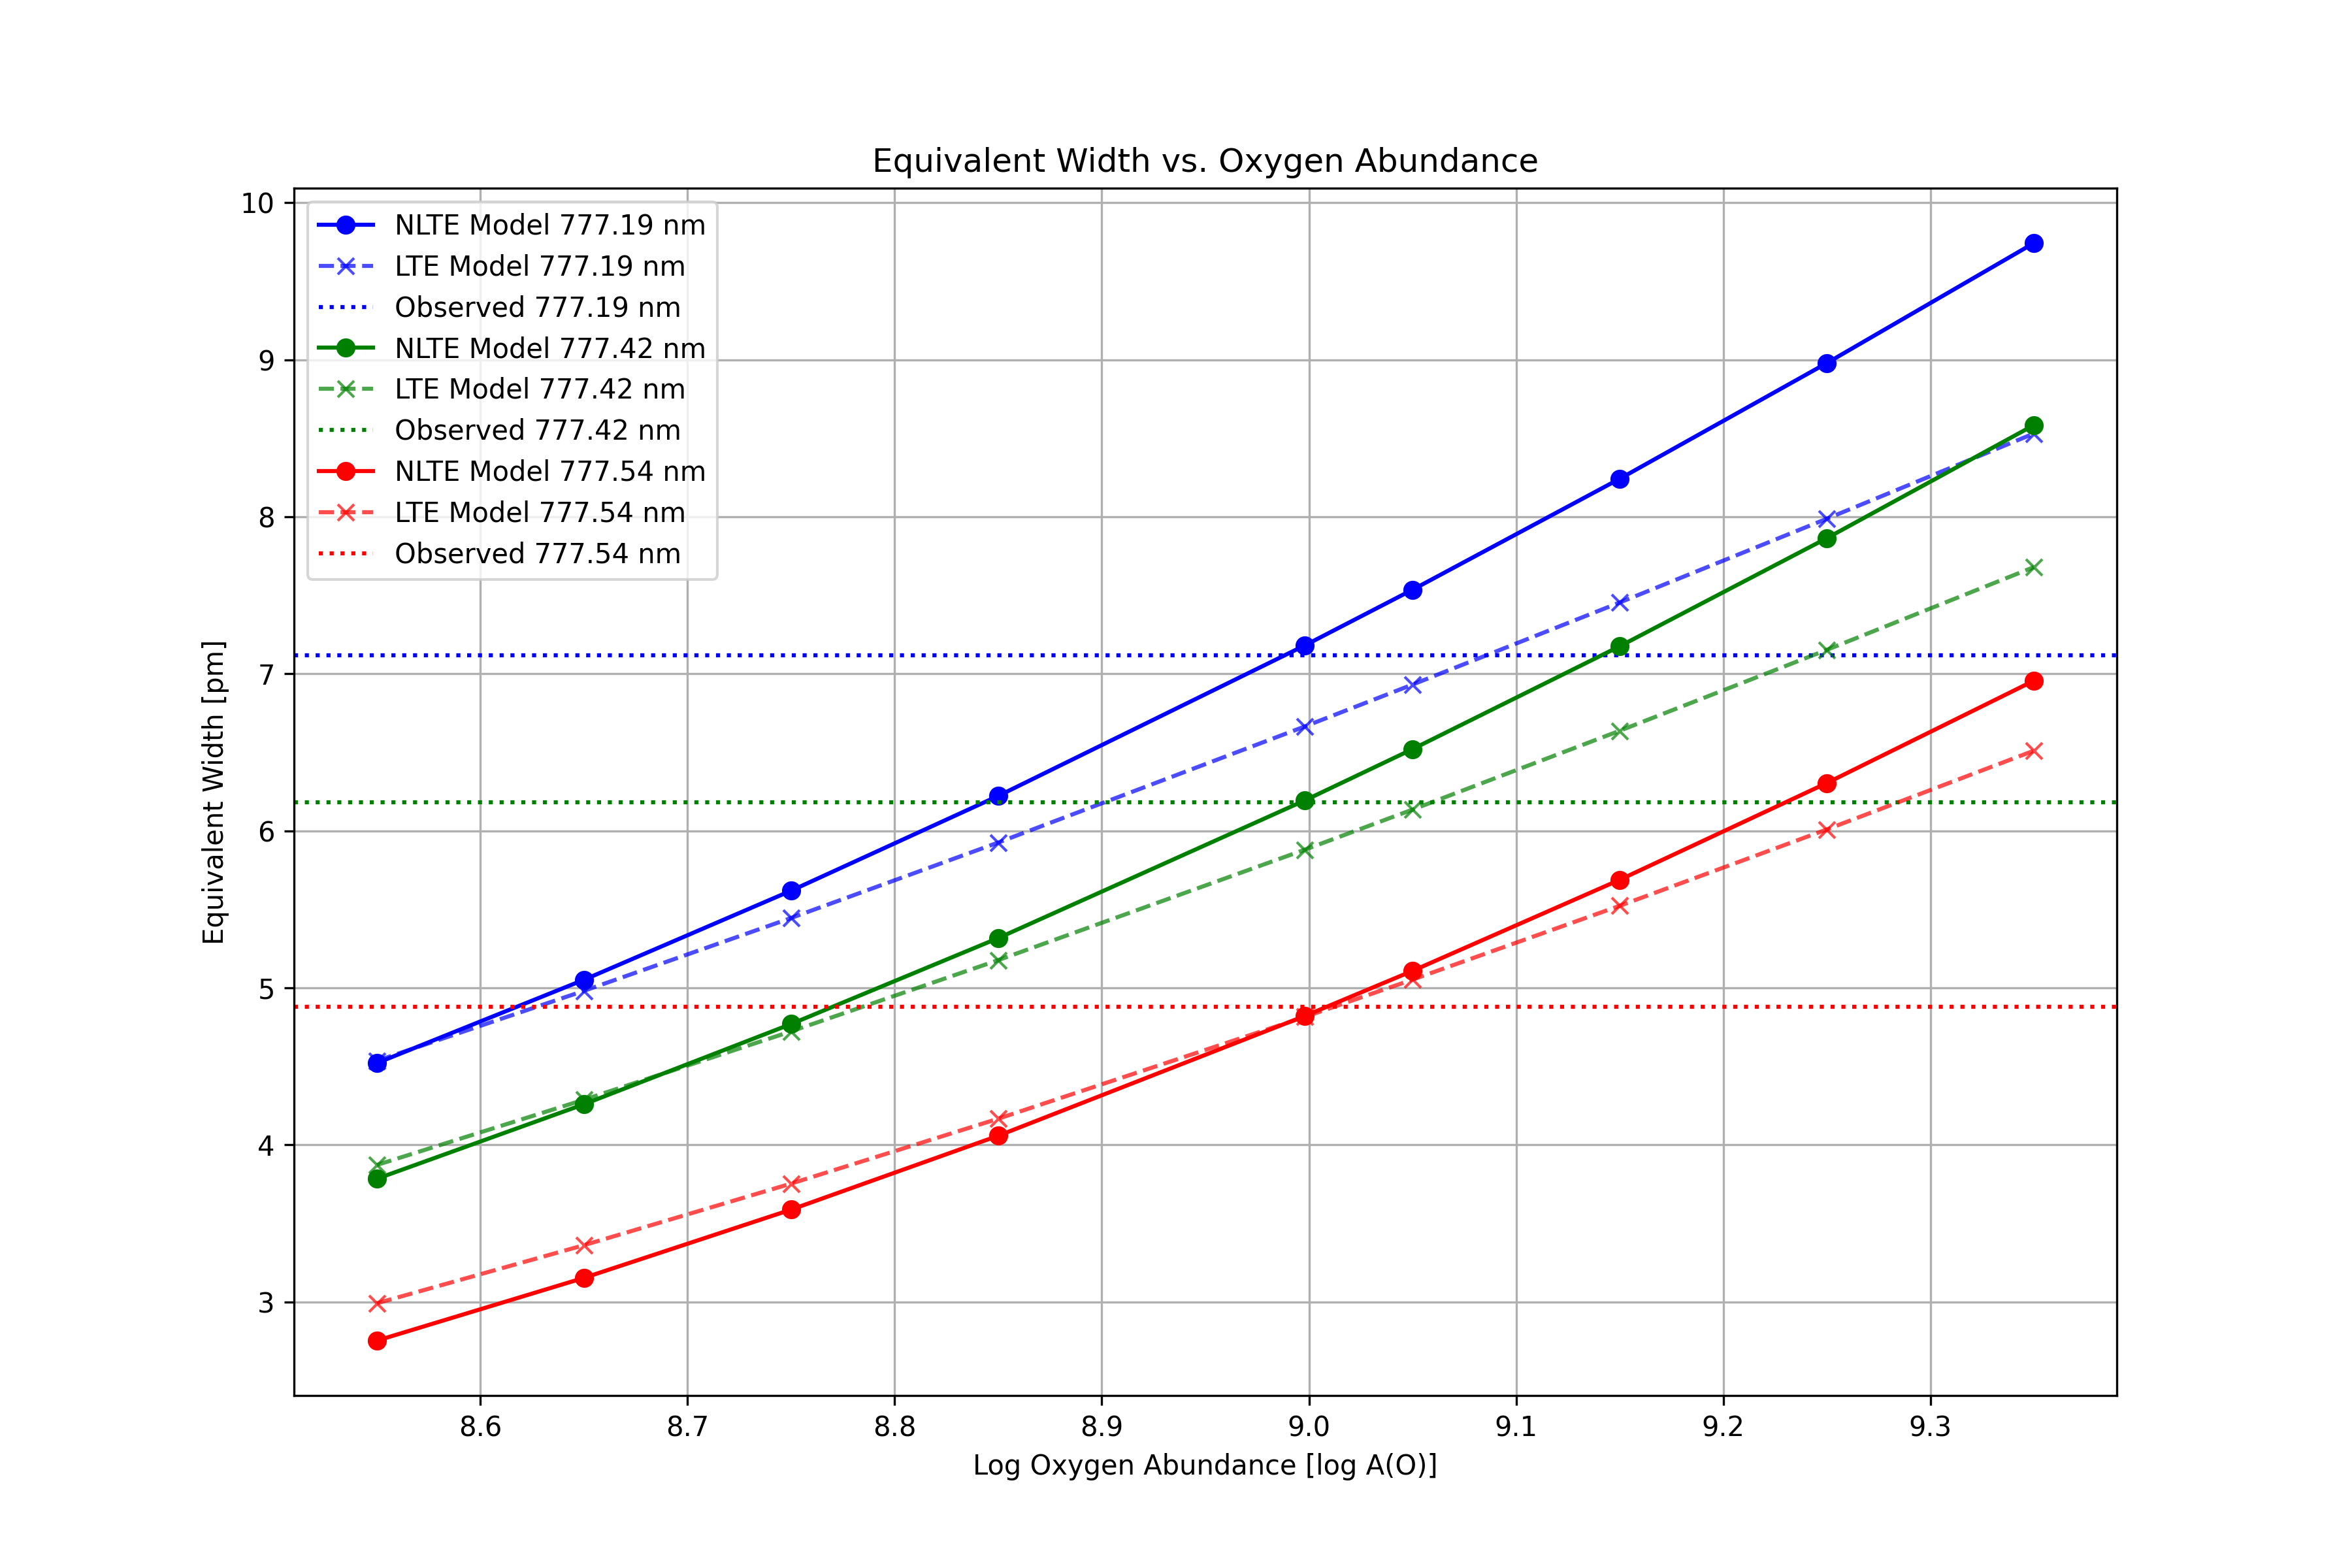 Equivalent Width vs. Oxygen Abundance
10
9
8
7
6
5
4
3
Equivalent Width [pm]
NLTE Model 777.19 nm
LTE Model 777.19 nm
Observed 777.19 nm
NLTE Model 777.42 nm
LTE Model 777.42 nm
Observed 777.42 nm
NLTE Model 777.54 nm
LTE Model 777.54 nm
Observed 777.54 nm
8.6 8.7 8.8 8.9 9.0 9.1 9.2 9.3
Log Oxygen Abundance [log A(O)]